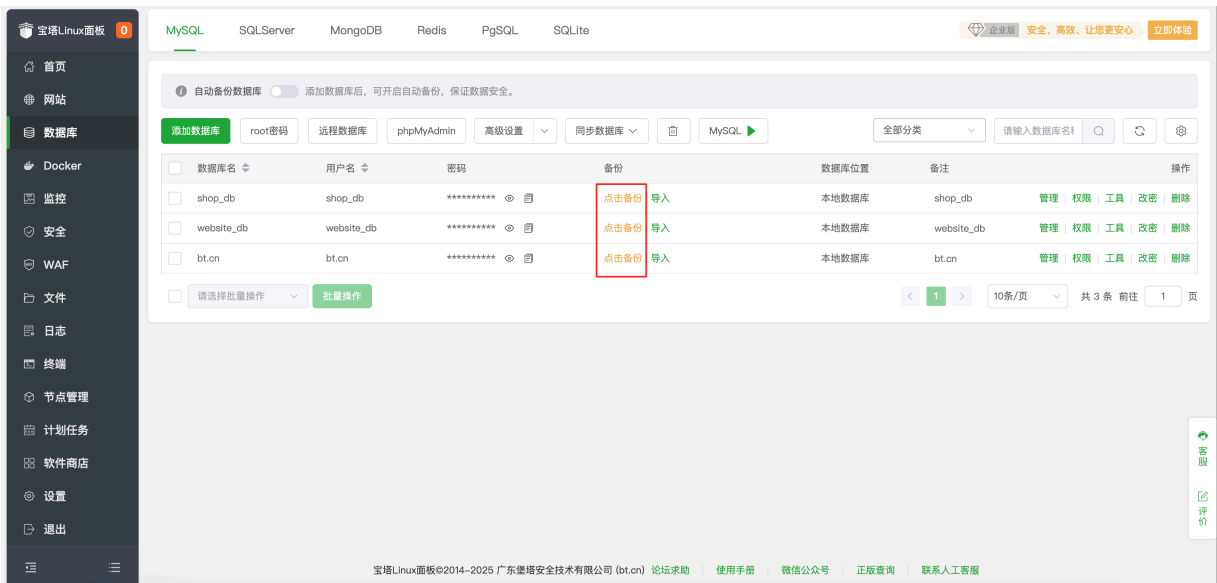 宝塔Linux面板 0
首页
网站
数据库
Docker
监控
安全
WAF
文件
日志
终端
节点管理
计划任务
软件商店
设置
退出
MySQL SQLServer MongoDB Redis PgSQL SQLite
企业版 安全、高效、让您更安心 立即体验
自动备份数据库 添加数据库后，可开启自动备份，保证数据安全。
添加数据库 root密码 远程数据库 phpMyAdmin 高级设置 同步数据库 MySQL 全部分类 请输入数据库名称
数据库名 用户名 密码 备份 数据库位置 备注 操作
shop_db shop_db ********** 点击备份 导入 本地数据库 shop_db 管理 | 权限 | 工具 | 改密 | 删除
website_db website_db ********** 点击备份 导入 本地数据库 website_db 管理 | 权限 | 工具 | 改密 | 删除
bt.cn bt.cn ********** 点击备份 导入 本地数据库 bt.cn 管理 | 权限 | 工具 | 改密 | 删除
请选择批量操作 批量操作 < 1 > 10条/页 共 3 条 前往 1 页
客服
评价
宝塔Linux面板©2014-2025 广东堡塔安全技术有限公司 (bt.cn) 论坛求助 | 使用手册 | 微信公众号 | 正版查询 | 联系人工客服